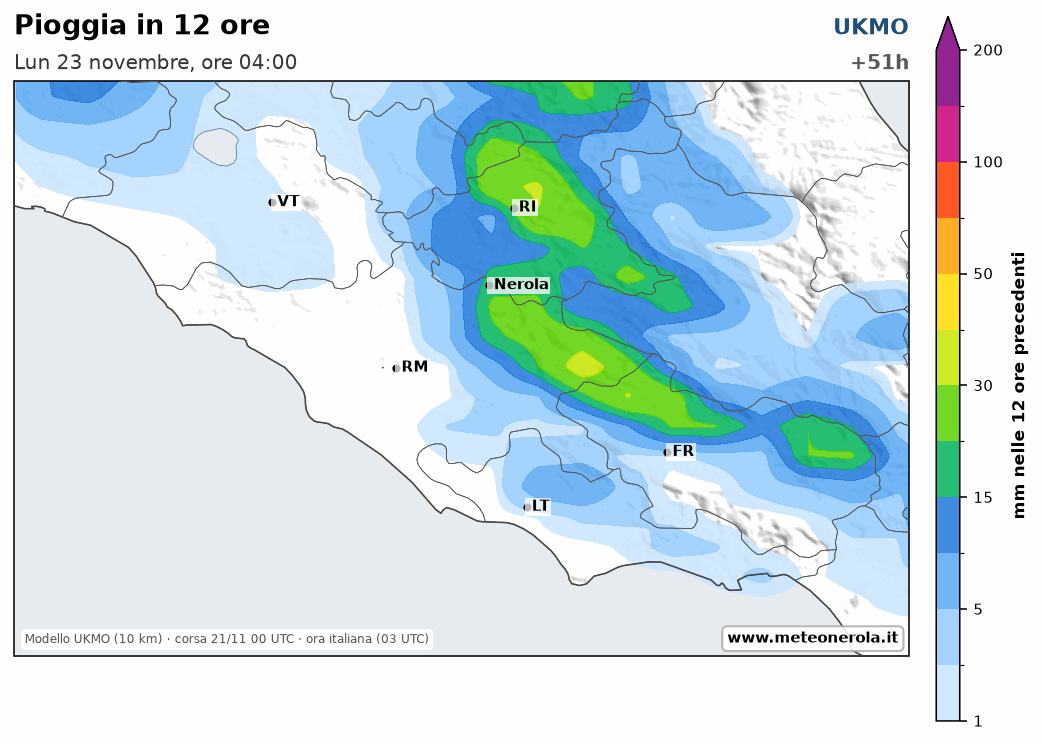 Pioggia in 12 ore
UKMO
Lun 23 novembre, ore 04:00
+51h
200
100
50
30
15
5
1
mm nelle 12 ore precedenti
VT
RI
Nerola
RM
FR
LT
Modello UKMO (10 km) · corsa 21/11 00 UTC · ora italiana (03 UTC)
www.meteonerola.it